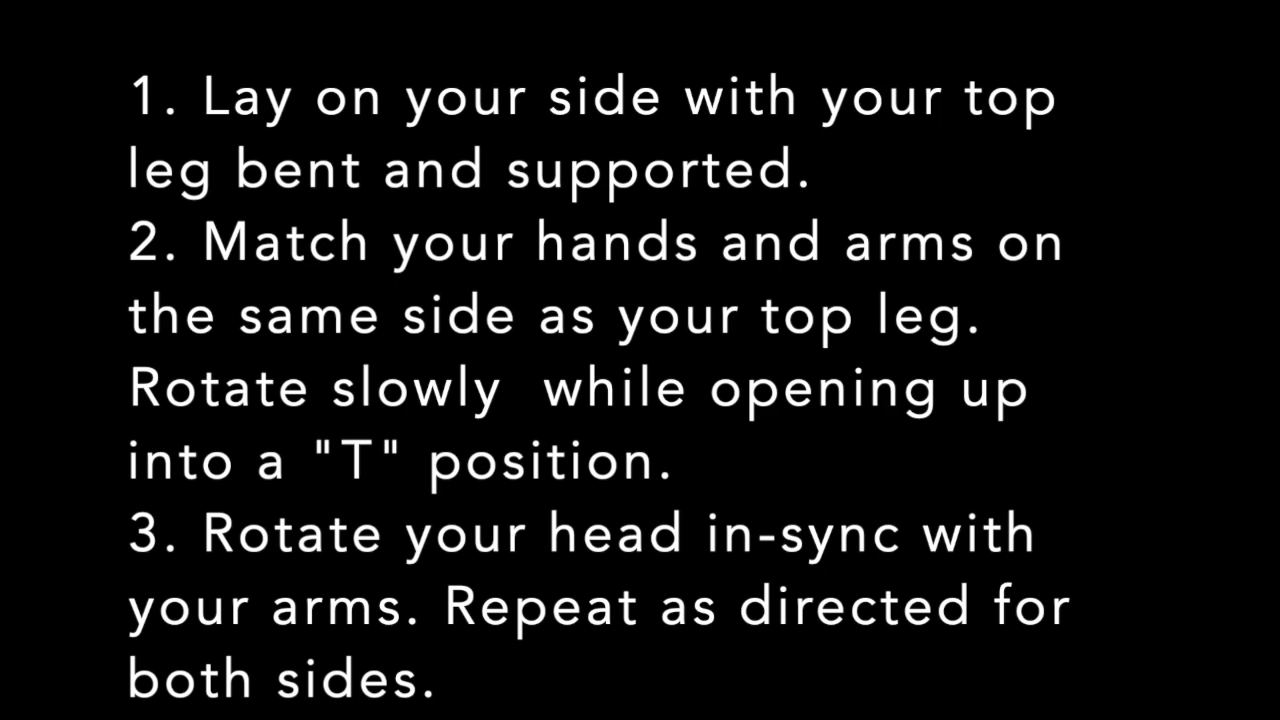 1. Lay on your side with your top
leg bent and supported.
2. Match your hands and arms on
the same side as your top leg.
Rotate slowly  while opening up
into a "T" position.
3. Rotate your head in-sync with
your arms. Repeat as directed for
both sides.